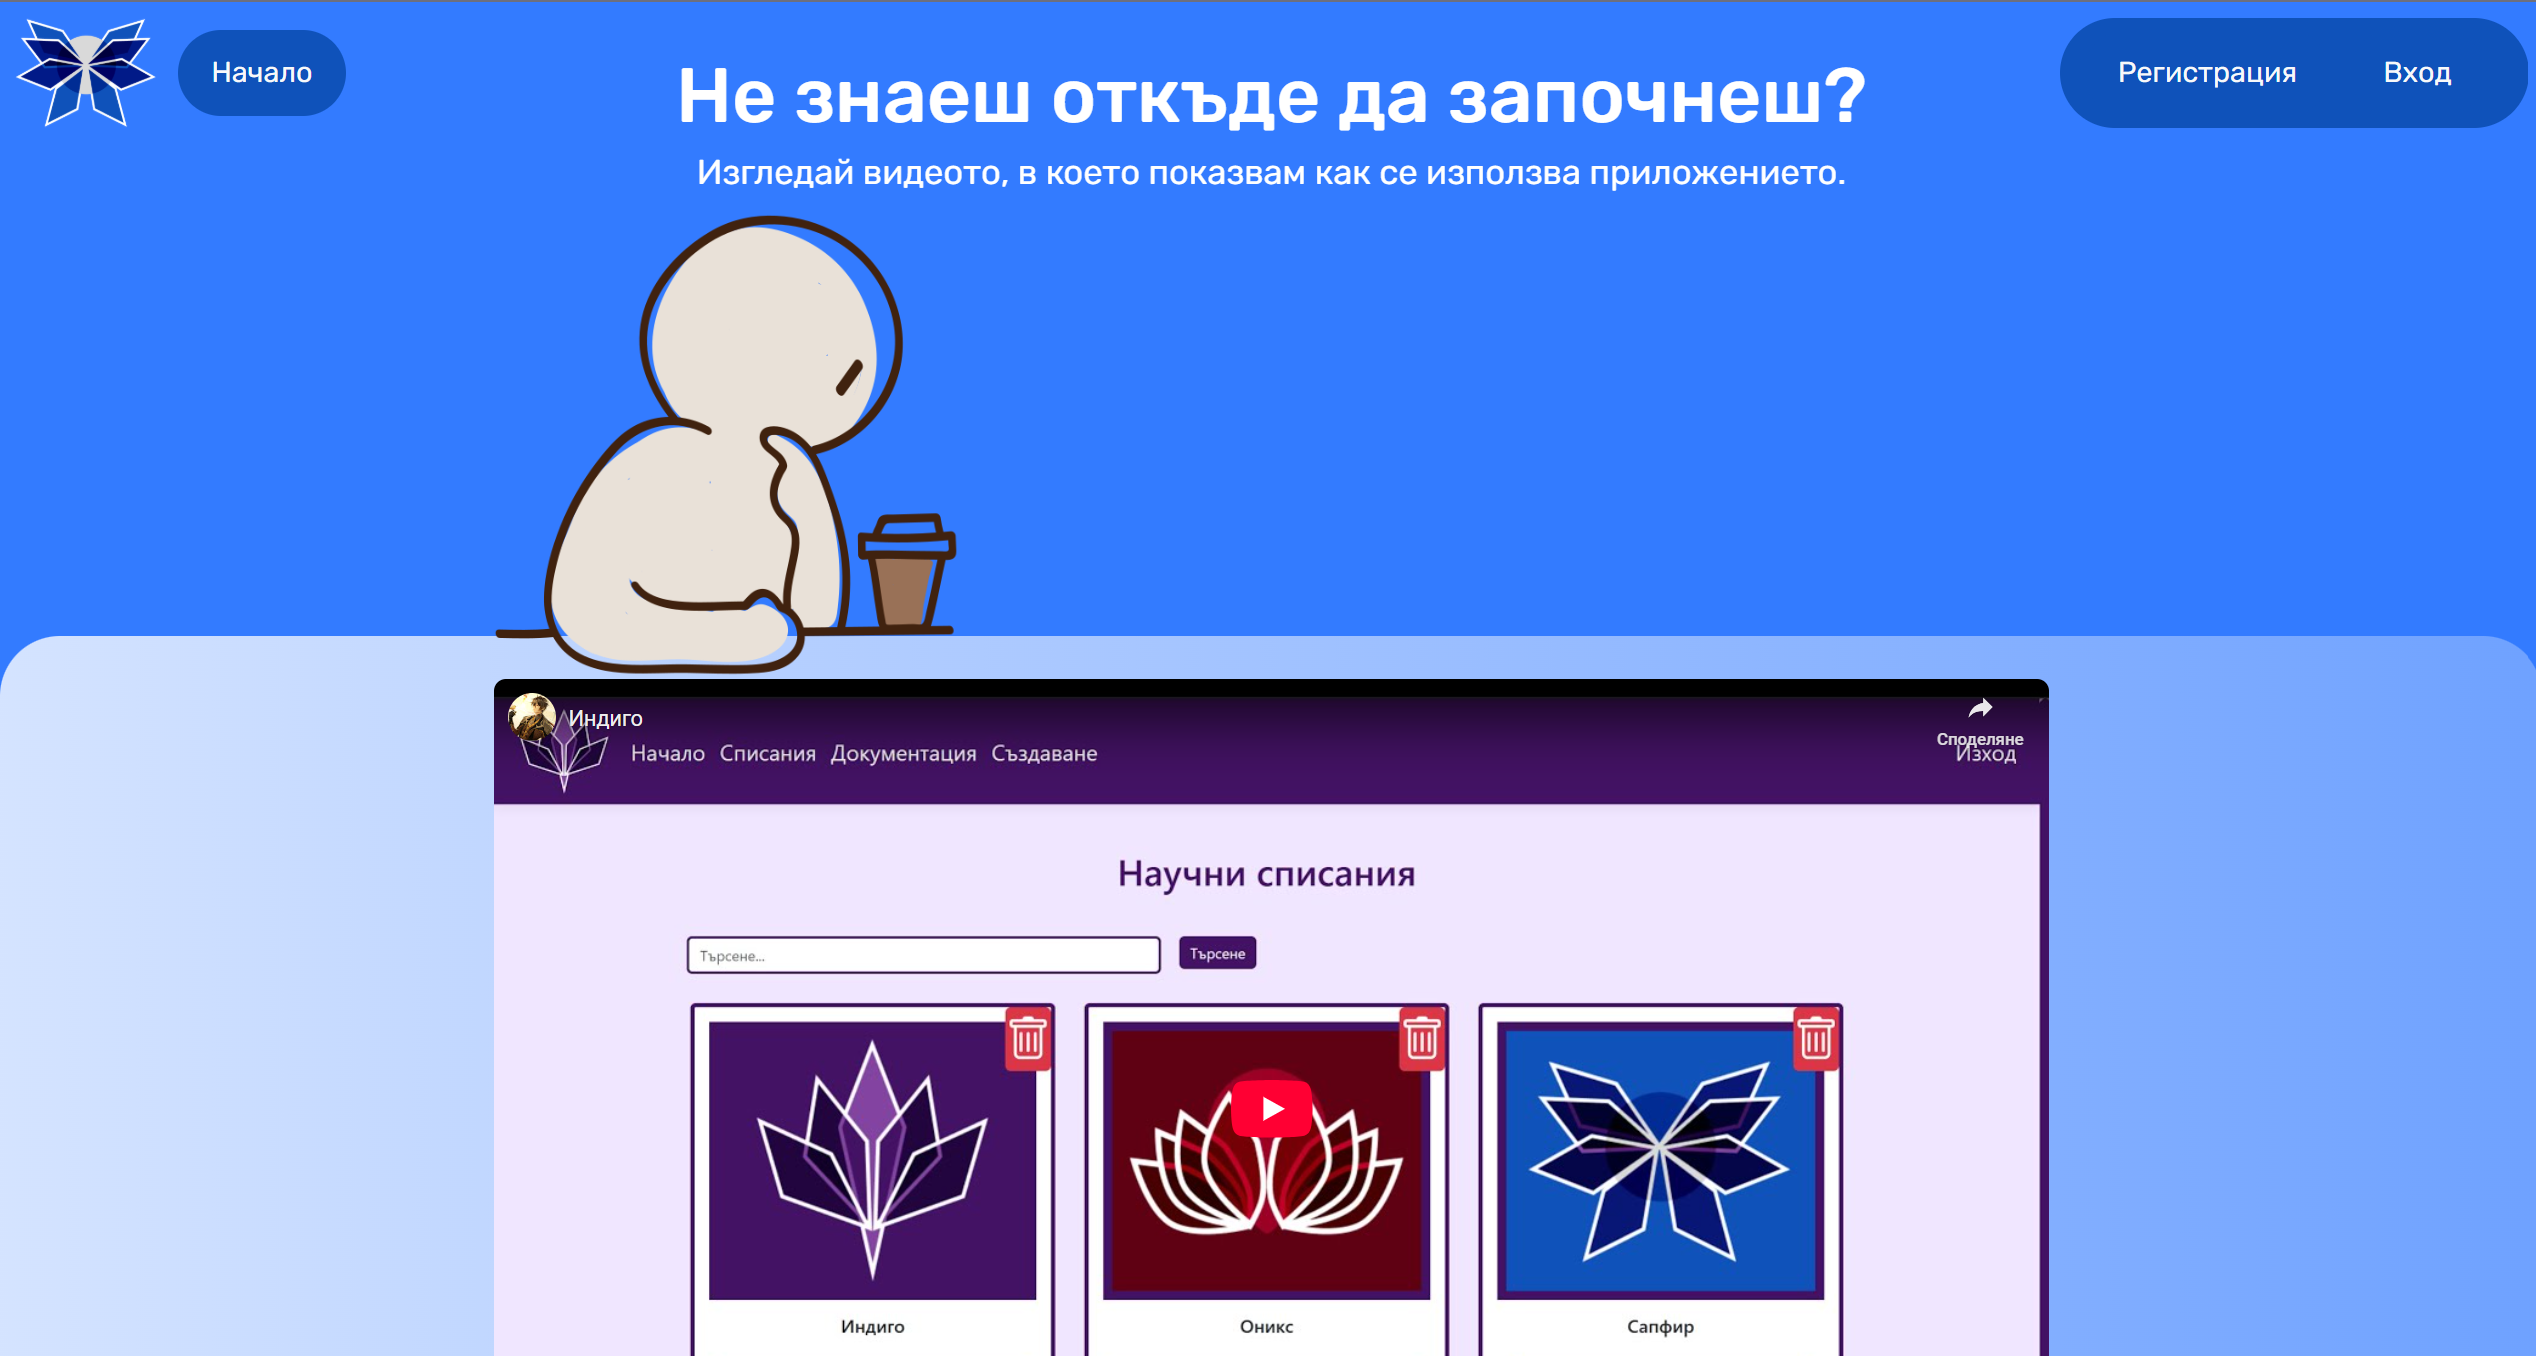 Начало
Регистрация
Вход
Не знаеш откъде да започнеш?
Изгледай видеото, в което показвам как се използва приложението.
Индиго
Споделяне
Начало Списания Документация Създаване
Изход
Научни списания
Търсене...
Търсене
Индиго
Оникс
Сапфир